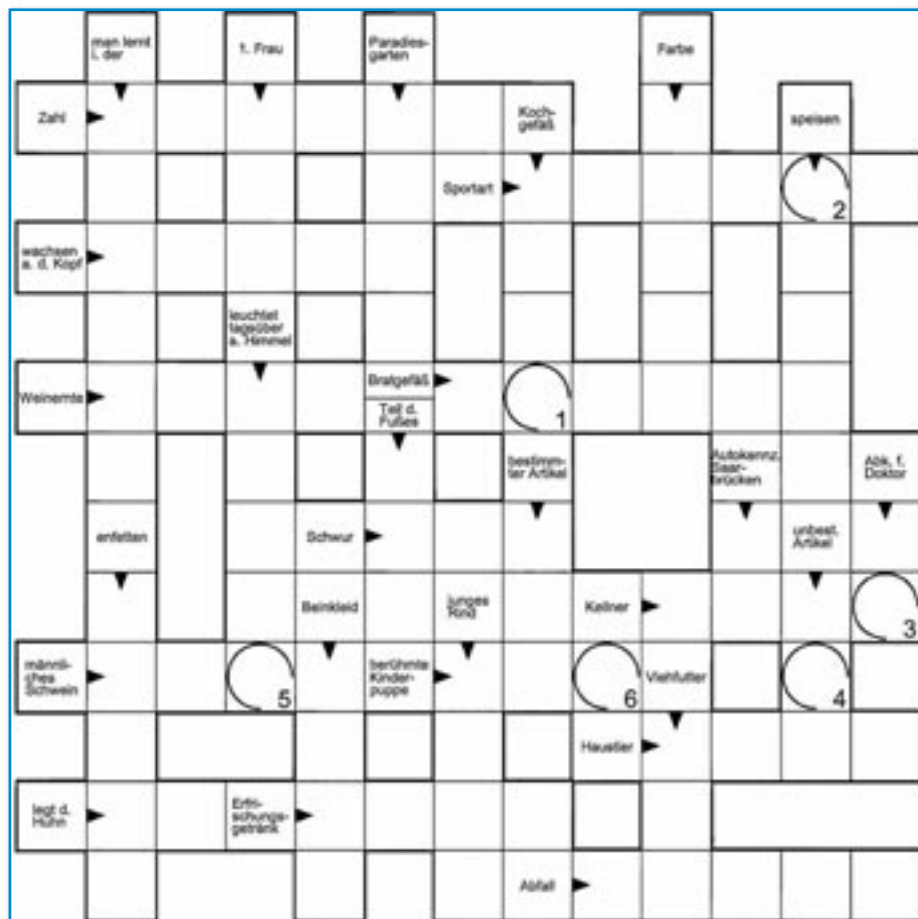 man lernt
i. der
1. Frau
Paradies-
garten
Farbe
Zahl
Koch-
gefäß
speisen
Sportart
2
wachsen
a. d. Kopf
leuchtet
tagsüber
a. Himmel
Weinernte
Bratgefäß
Teil d.
Fußes
1
bestimm-
ter Artikel
Autokennz.
Saar-
brücken
Abk. f.
Doktor
enfetten
Schwur
unbest.
Artikel
Beinkleid
junges
Rind
Kellner
3
männli-
ches
Schwein
5
berühmte
Kinder-
puppe
6
Viehfutter
4
Haustier
legt d.
Huhn
Erfri-
schungs-
getränk
Abfall